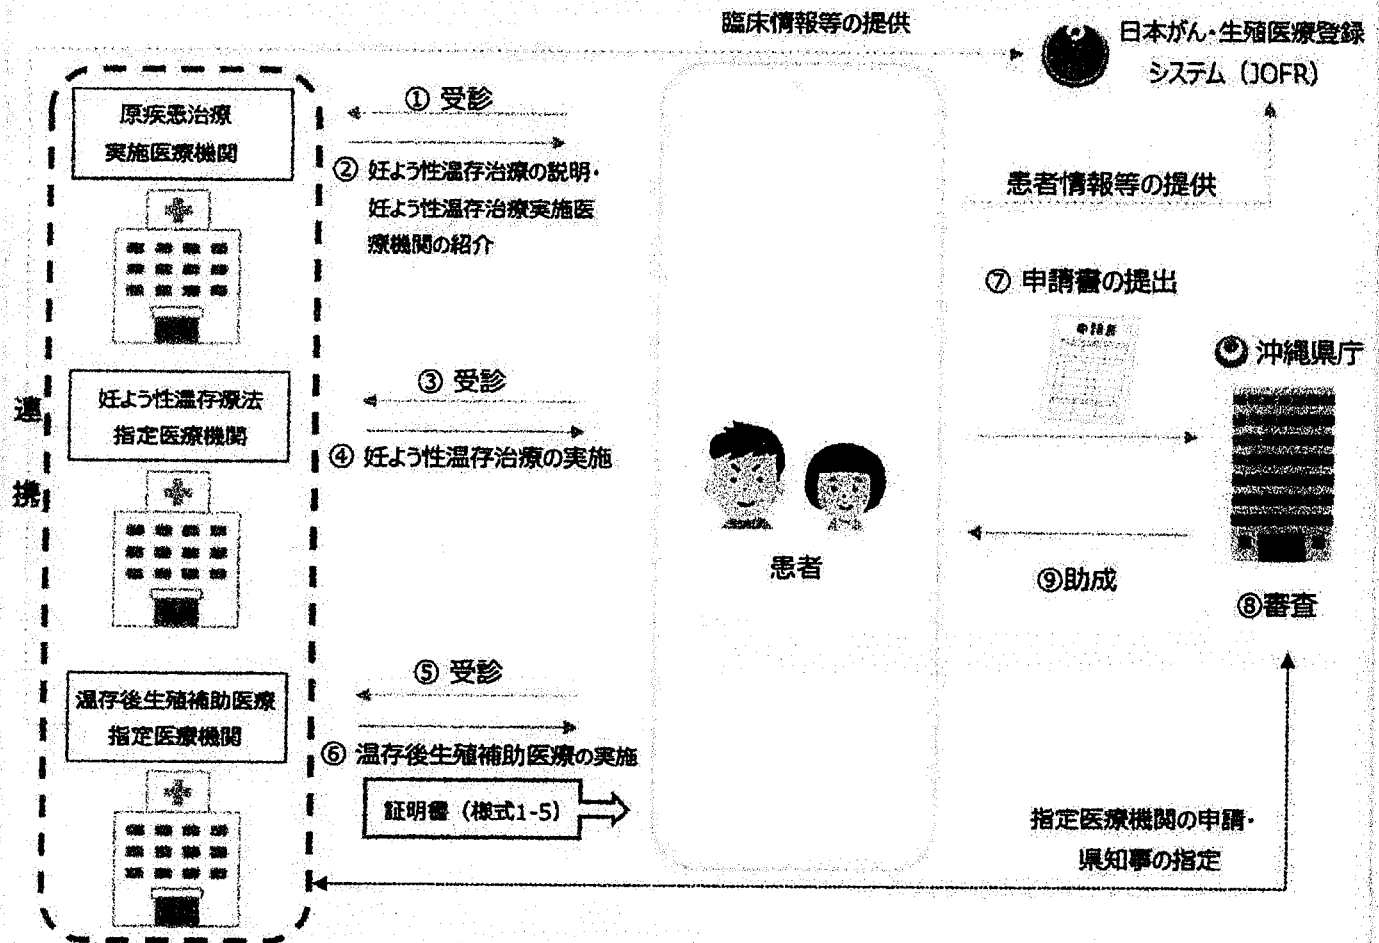 臨床情報等の提供
日本がん・生殖医療登録
システム（JOFR）
原疾患治療
実施医療機関
① 受診
② 妊よう性温存治療の説明・
妊よう性温存治療実施医
療機関の紹介
患者情報等の提供
⑦ 申請書の提出
申請書
沖縄県庁
連
携
妊よう性温存療法
指定医療機関
③ 受診
④ 妊よう性温存治療の実施
患者
⑨助成
⑧審査
温存後生殖補助医療
指定医療機関
⑤ 受診
⑥ 温存後生殖補助医療の実施
証明書（様式1-5）
指定医療機関の申請・
県知事の指定